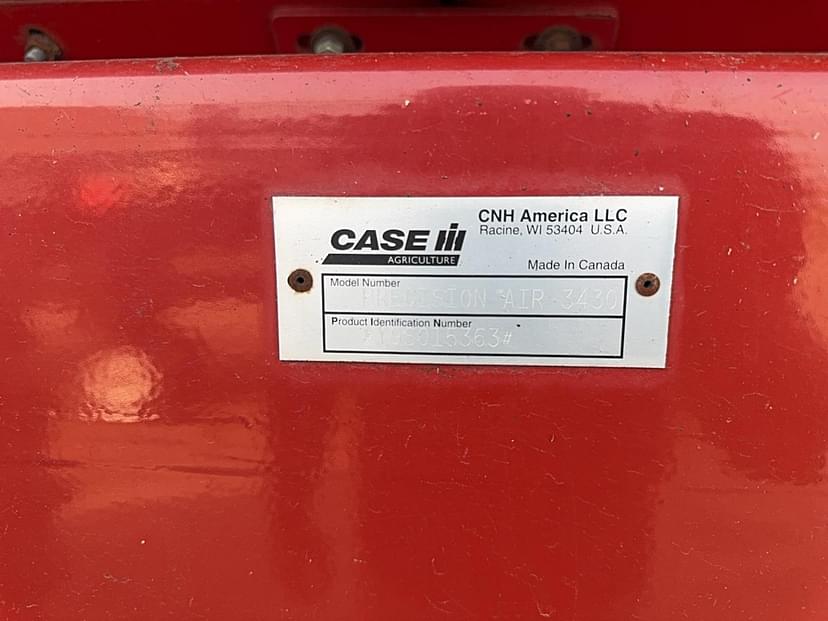 CNH America LLC
Racine, WI 53404 U.S.A.
CASE IH
AGRICULTURE
Made In Canada
Model Number
PRECISION AIR 3430
Product Identification Number